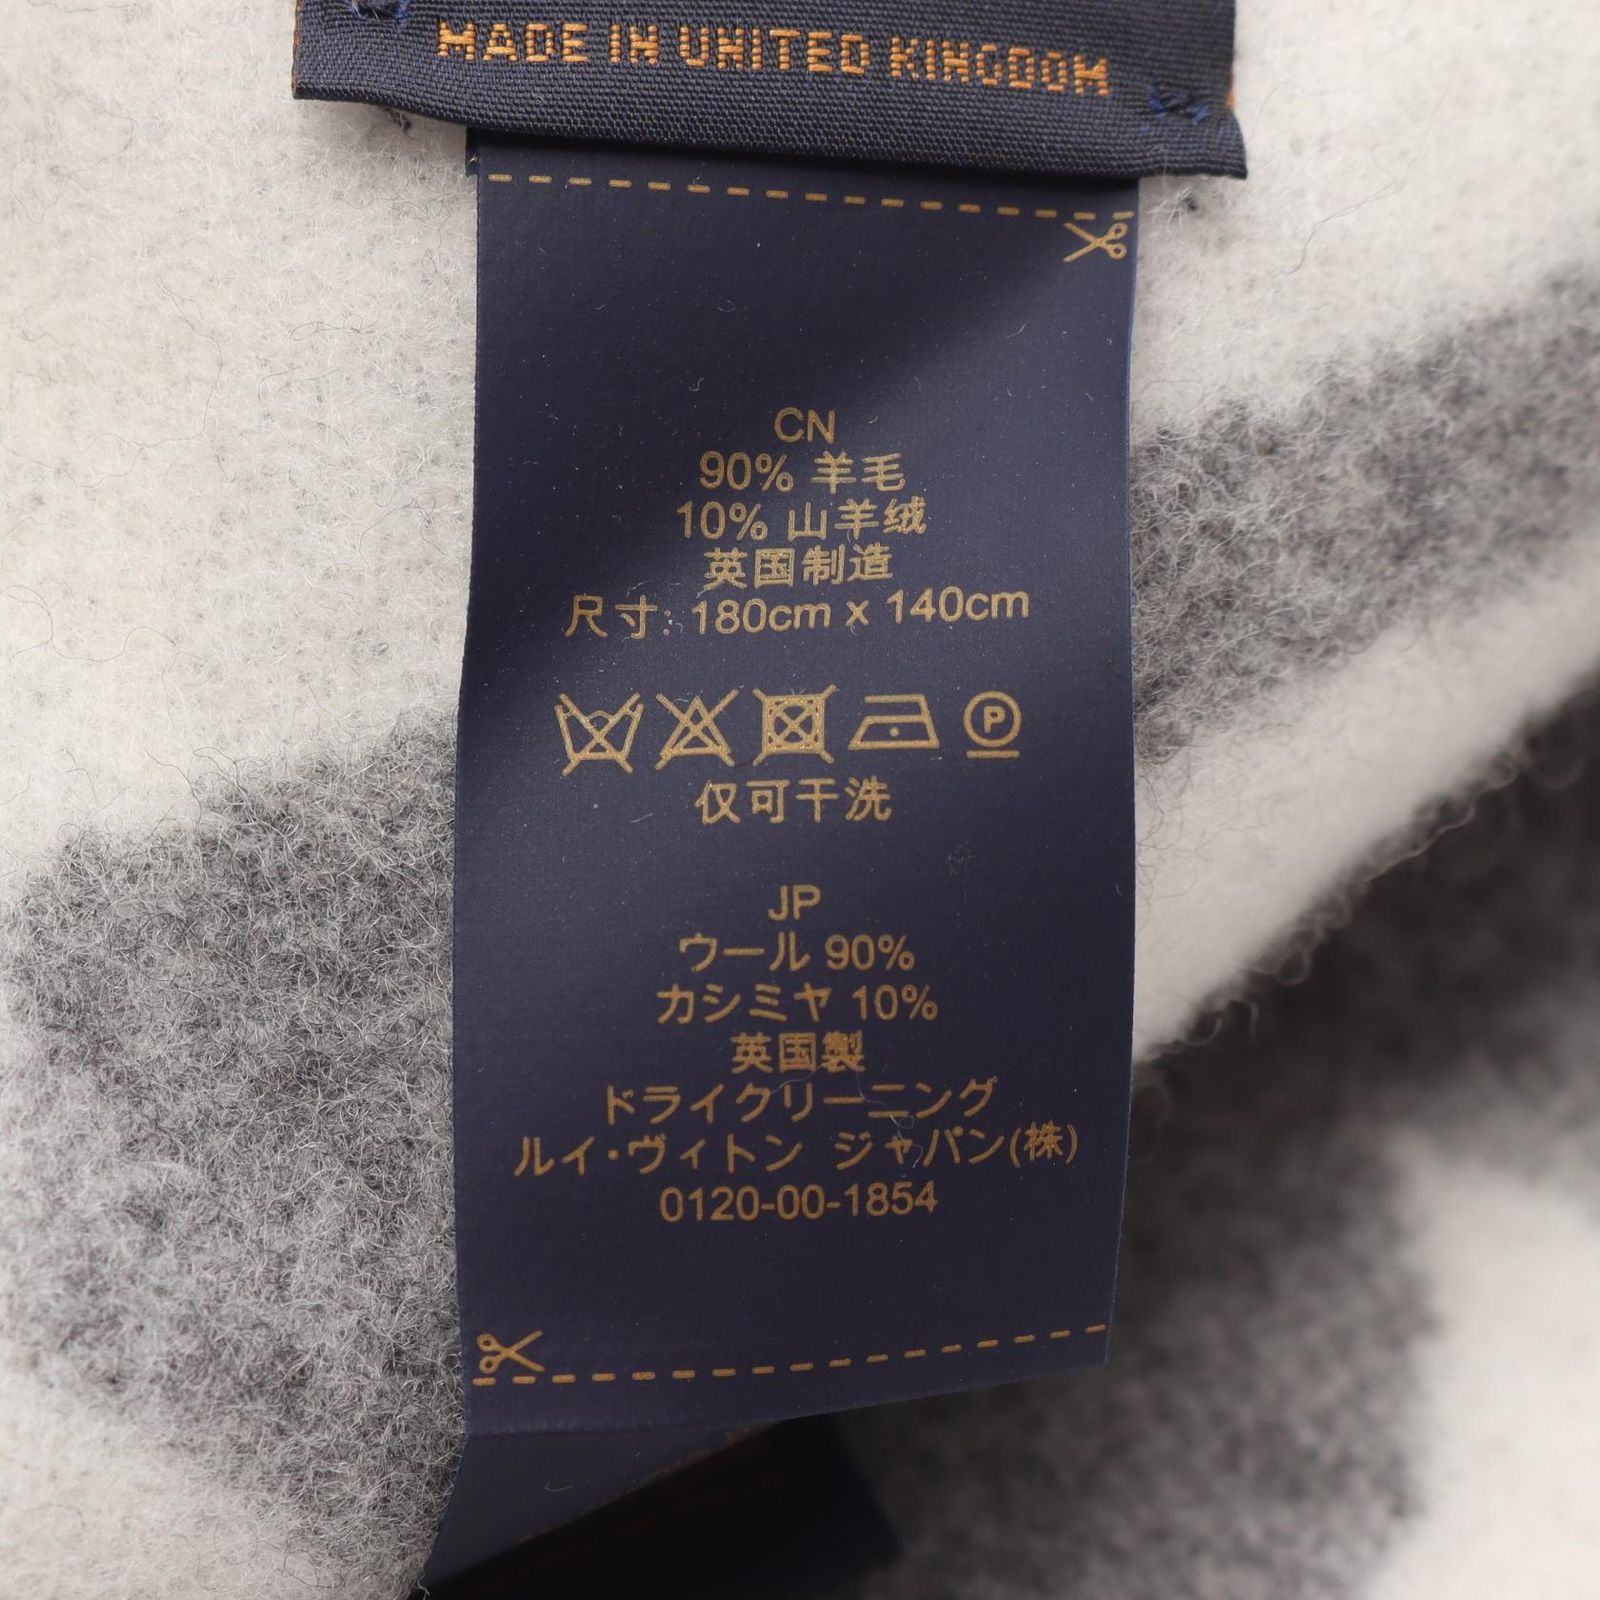 MADE IN UNITED KINGDOM
CN
90% 羊毛
10% 山羊绒
英国制造
尺寸: 180cm x 140cm
P
仅可干洗
JP
ウール 90%
カシミヤ 10%
英国製
ドライクリーニング
ルイ・ヴィトン ジャパン(株)
0120-00-1854